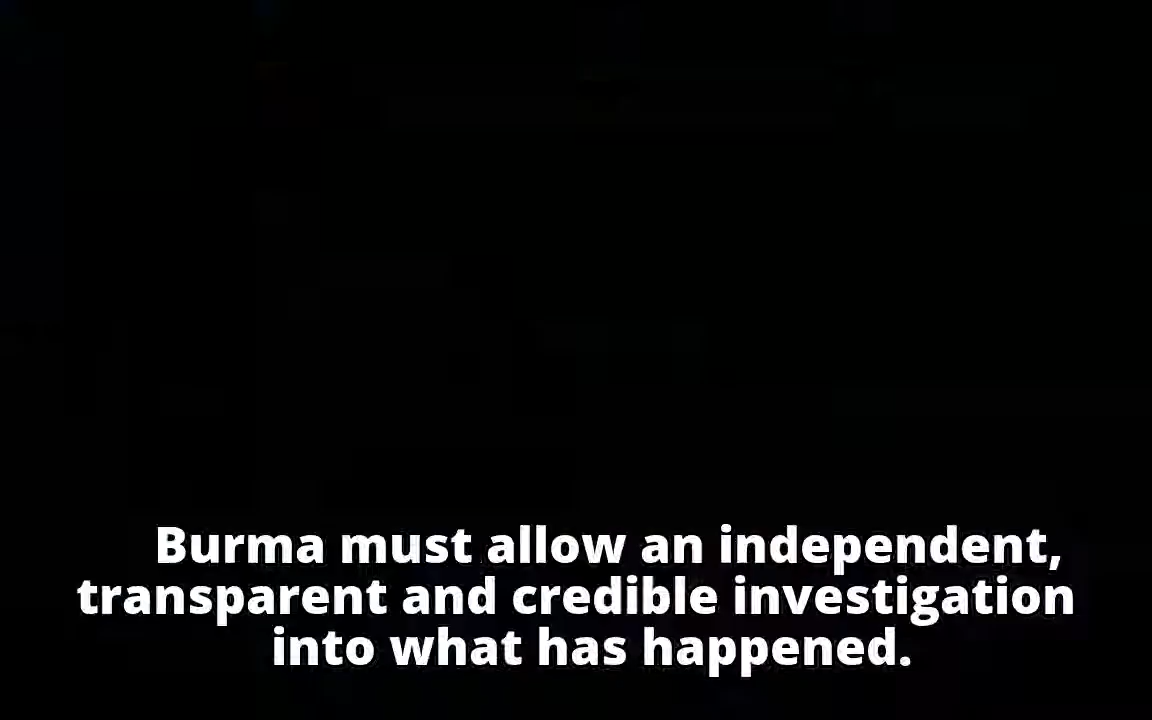 Burma must allow an independent,
transparent and credible investigation
into what has happened.